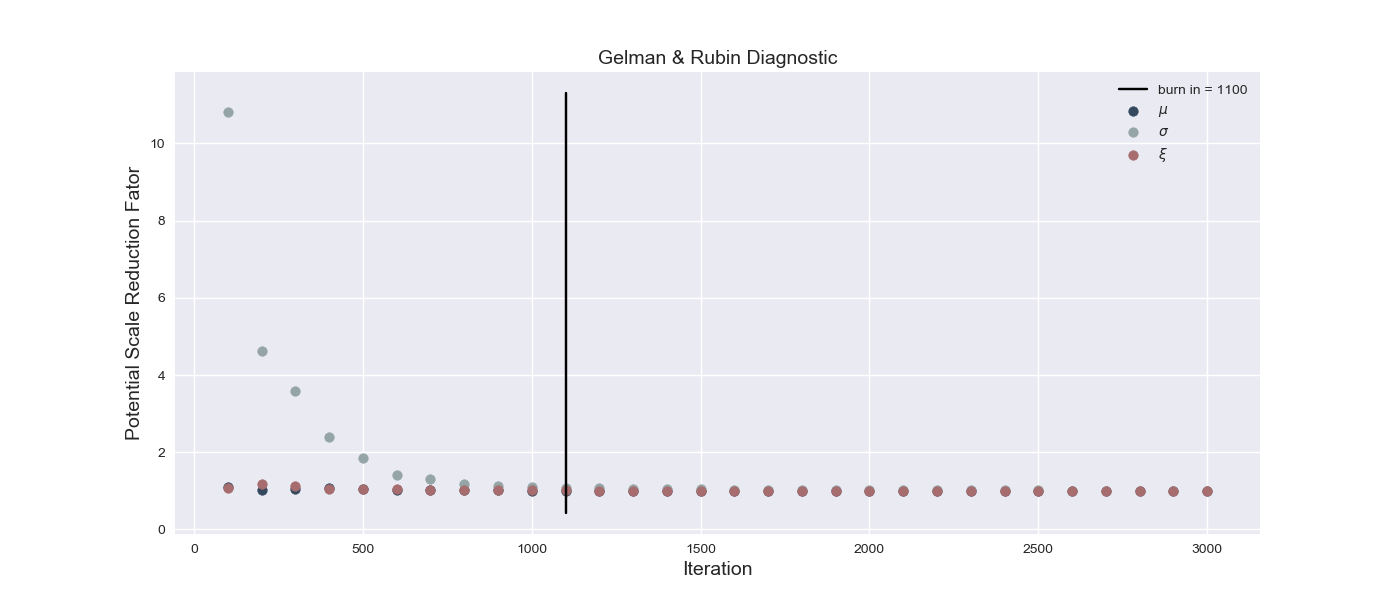 Gelman & Rubin Diagnostic
burn in = 1100
μ
σ
ξ
Potential Scale Reduction Fator
10
8
6
4
2
0
0 500 1000 1500 2000 2500 3000
Iteration